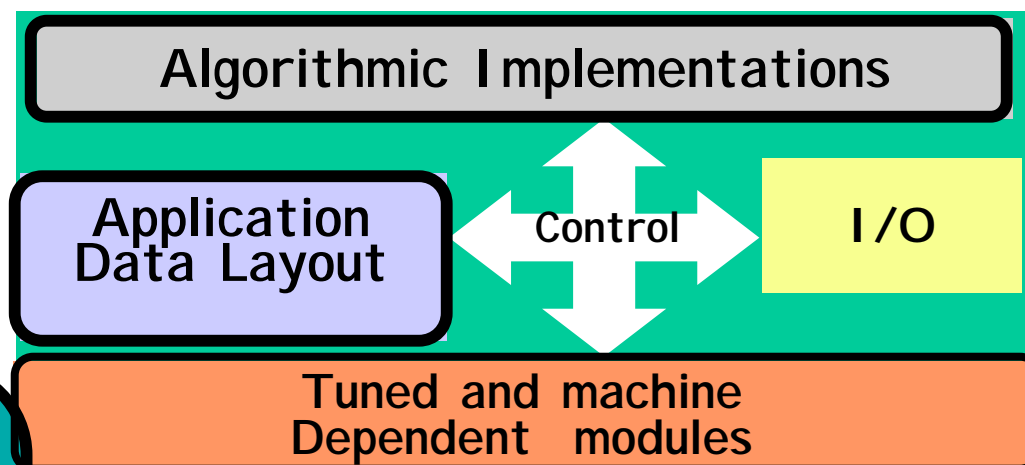 Algorithmic Implementations
Application
Data Layout
Control
I/O
Tuned and machine
Dependent modules